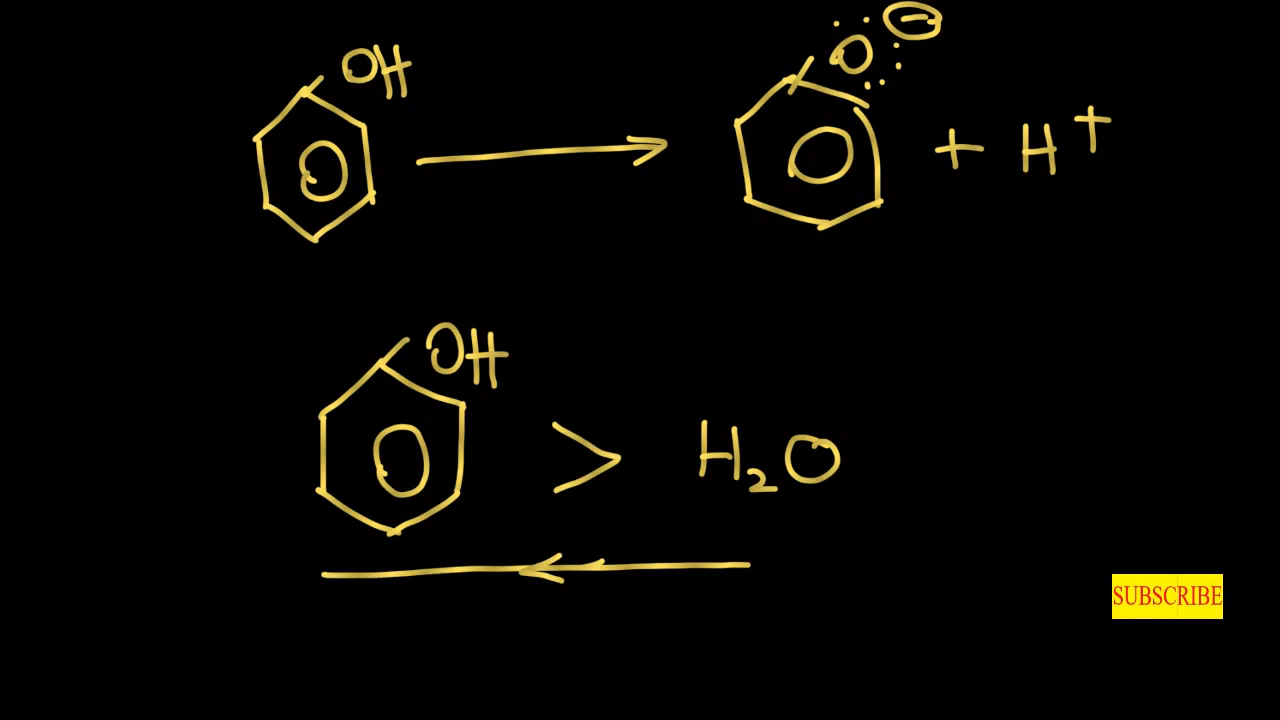 OH O⊖ + H⁺
OH > H₂O
SUBSCRIBE